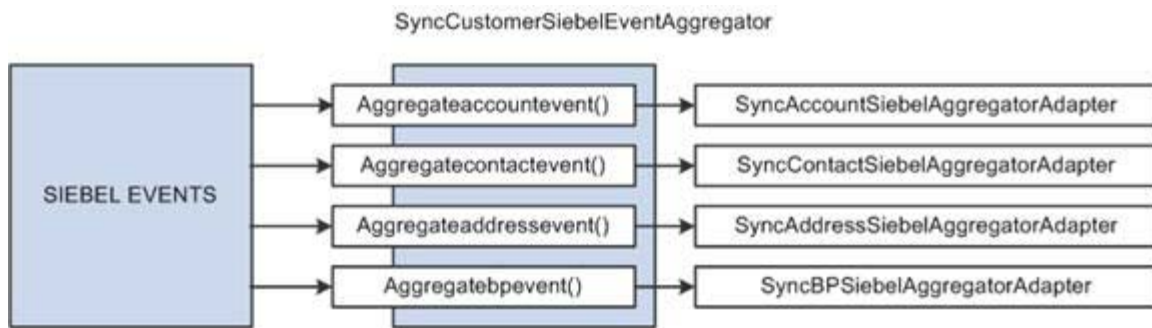 SyncCustomerSiebelEventAggregator
SIEBEL EVENTS
Aggregateaccountevent()
SyncAccountSiebelAggregatorAdapter
Aggregatecontactevent()
SyncContactSiebelAggregatorAdapter
Aggregateaddressevent()
SyncAddressSiebelAggregatorAdapter
Aggregatebpevent()
SyncBPSiebelAggregatorAdapter